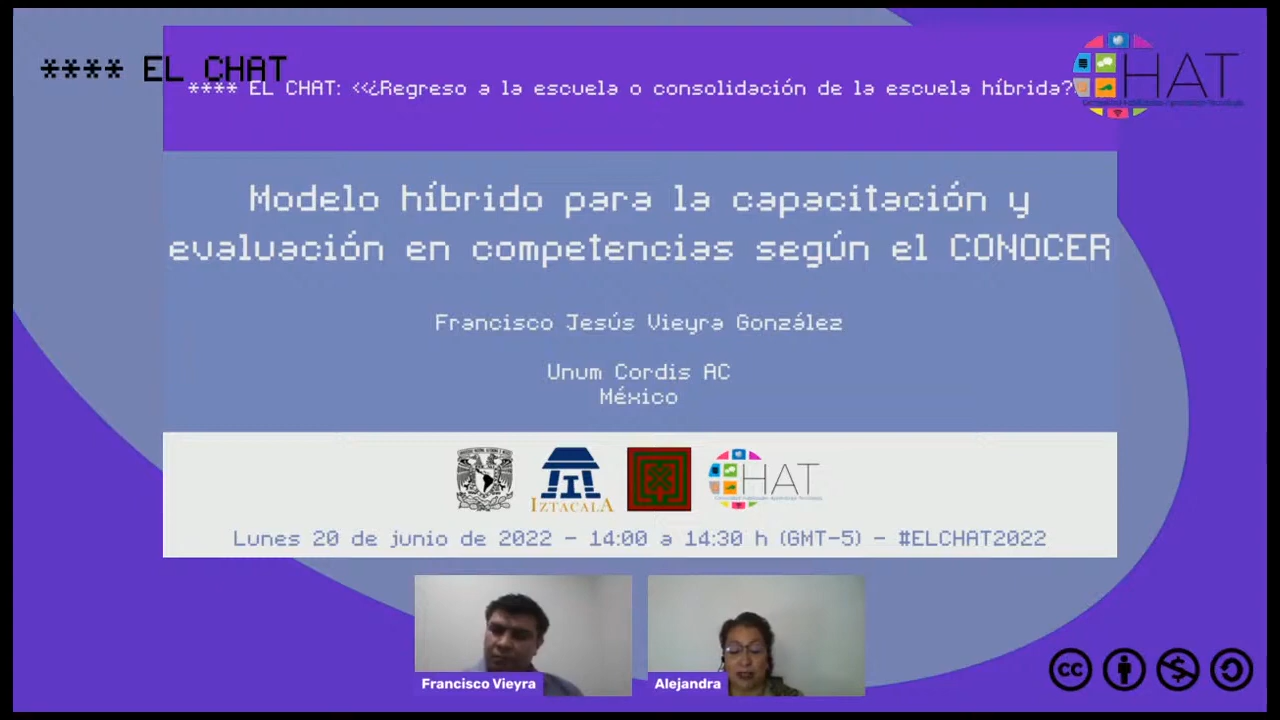 **** EL CHAT
**** EL CHAT: <<¿Regreso a la escuela o consolidación de la escuela híbrida?
HAT
Modelo híbrido para la capacitación y
evaluación en competencias según el CONOCER
Francisco Jesús Vieyra González
Unum Cordis AC
México
IZTACALA
HAT
Lunes 20 de junio de 2022 - 14:00 a 14:30 h (GMT-5) - #ELCHAT2022
Francisco Vieyra
Alejandra
cc